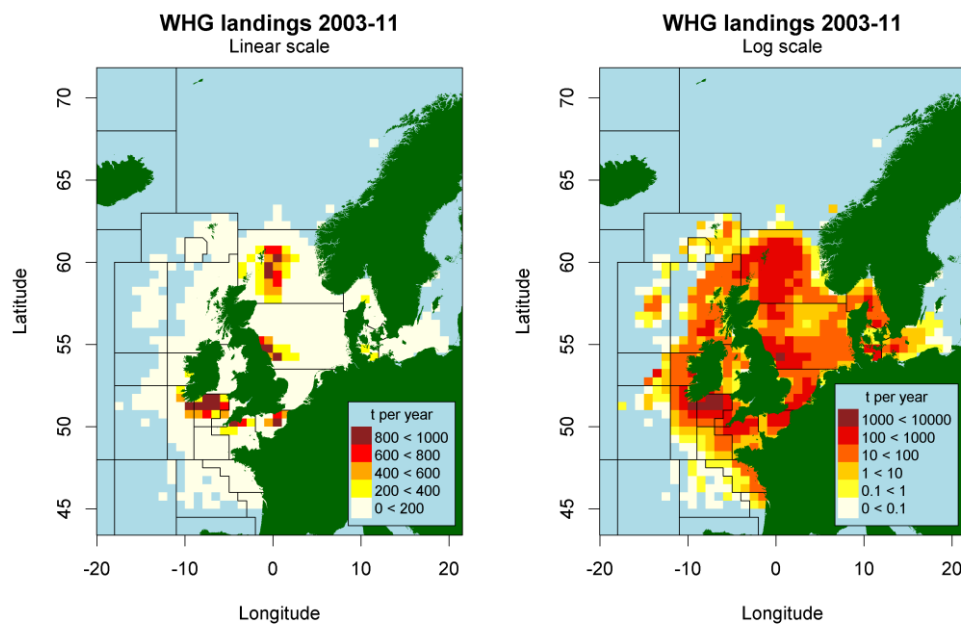 WHG landings 2003-11
Linear scale
Latitude
70
65
60
55
50
45
t per year
800 < 1000
600 < 800
400 < 600
200 < 400
0 < 200
-20 -10 0 10 20
Longitude
WHG landings 2003-11
Log scale
Latitude
70
65
60
55
50
45
t per year
1000 < 10000
100 < 1000
10 < 100
1 < 10
0.1 < 1
0 < 0.1
-20 -10 0 10 20
Longitude